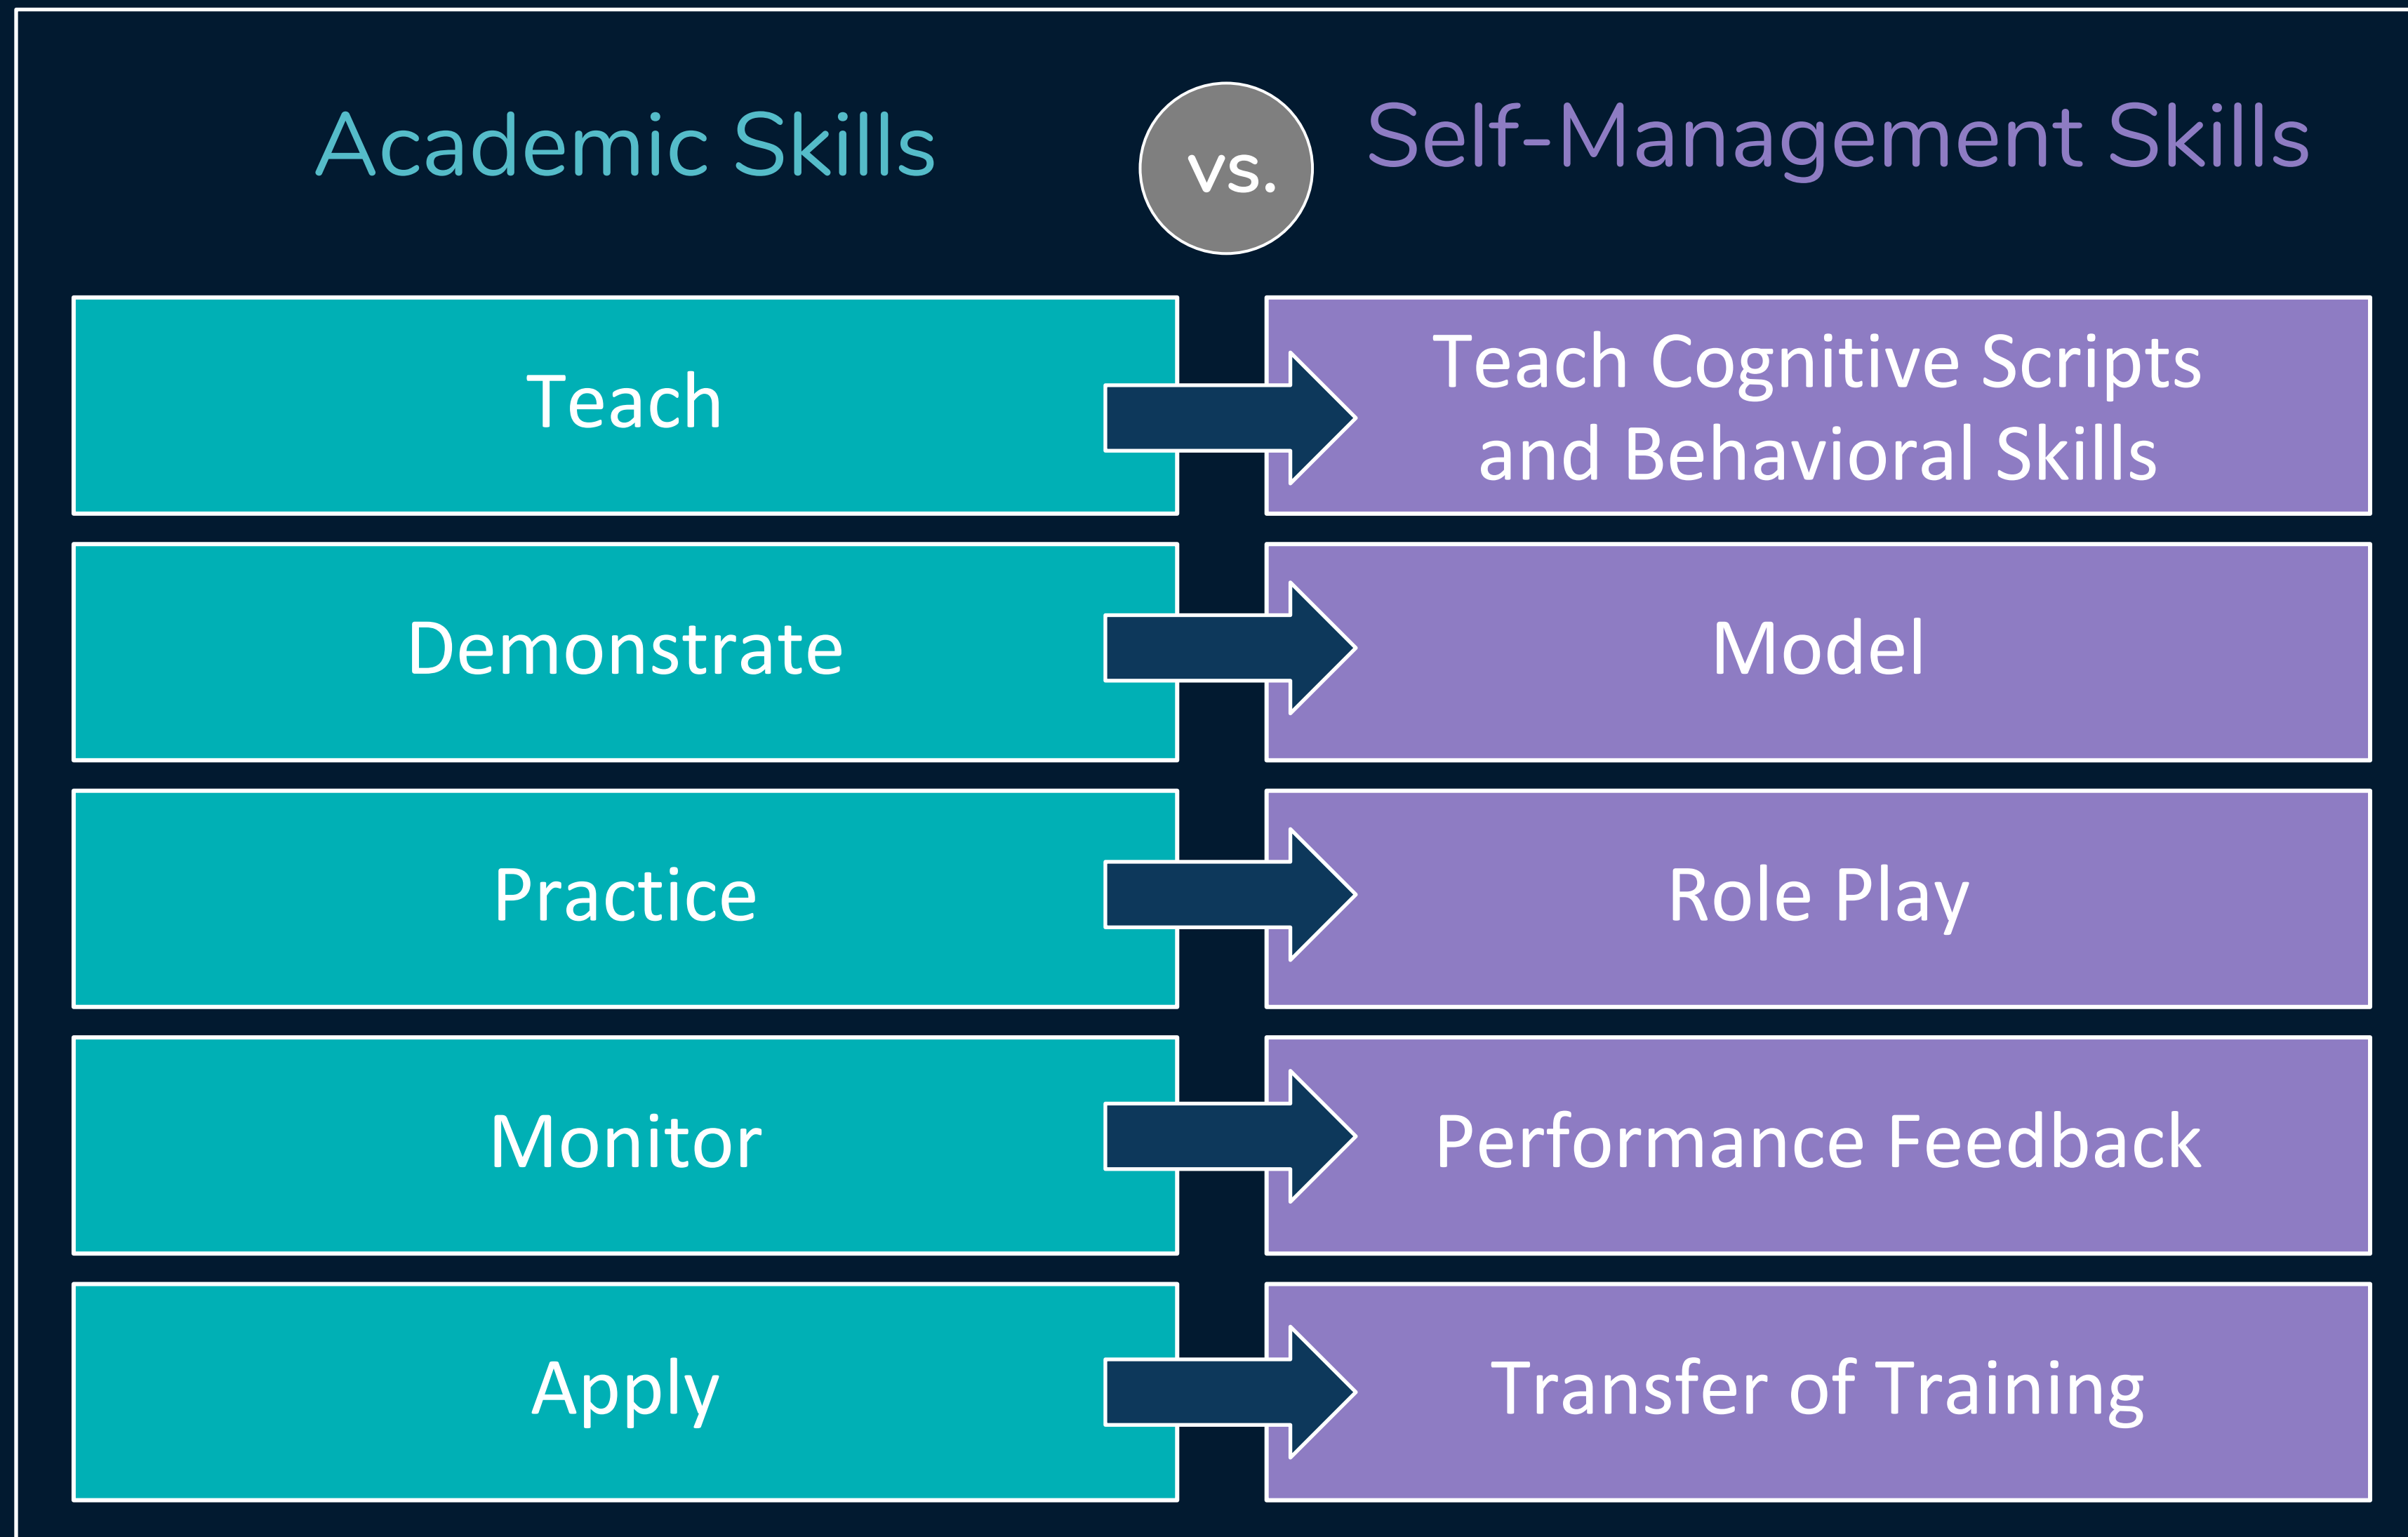 Academic Skills
vs.
Self-Management Skills
Teach
Teach Cognitive Scripts
and Behavioral Skills
Demonstrate
Model
Practice
Role Play
Monitor
Performance Feedback
Apply
Transfer of Training